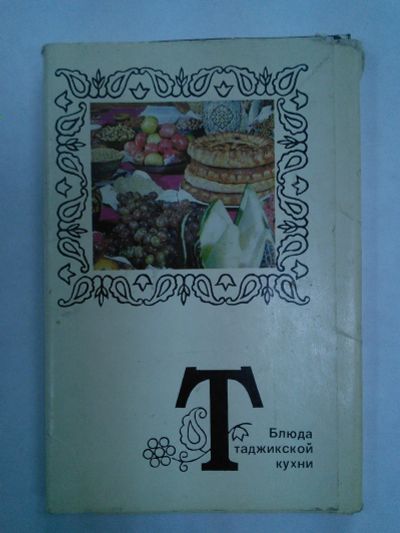 Т
Блюда
таджикской
кухни